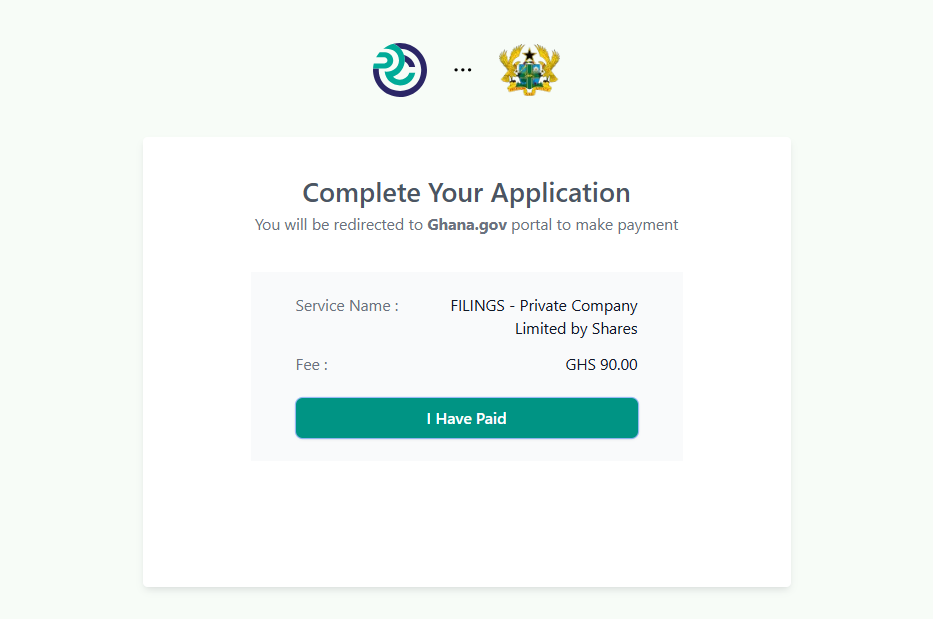 Complete Your Application
You will be redirected to Ghana.gov portal to make payment
Service Name : FILINGS - Private Company
Limited by Shares
Fee : GHS 90.00
I Have Paid